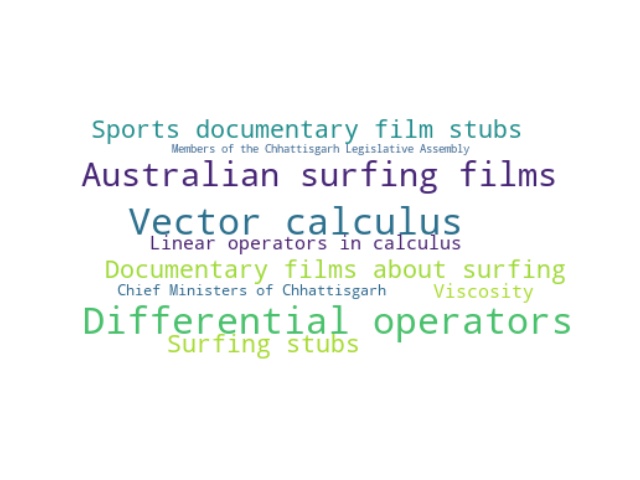 Sports documentary film stubs
Members of the Chhattisgarh Legislative Assembly
Australian surfing films
Vector calculus
Linear operators in calculus
Documentary films about surfing
Chief Ministers of Chhattisgarh
Viscosity
Differential operators
Surfing stubs